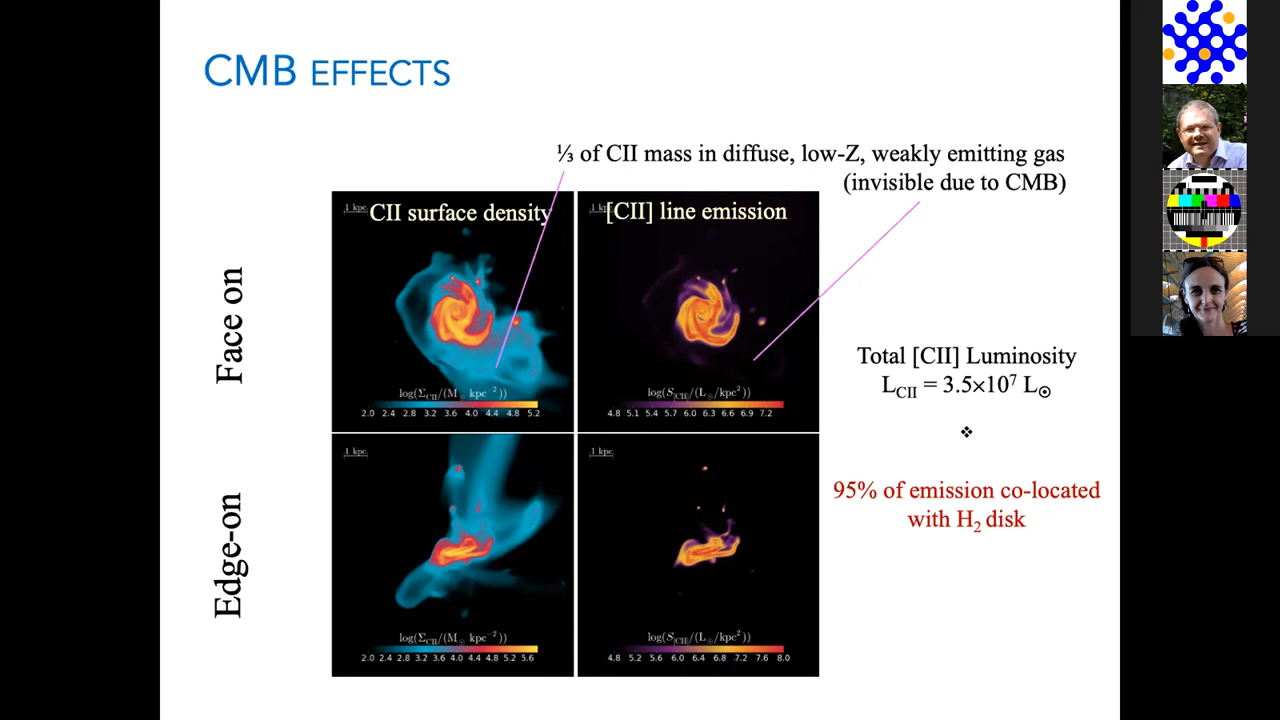 CMB EFFECTS
⅓ of CII mass in diffuse, low-Z, weakly emitting gas
(invisible due to CMB)
Face on
1 kpc
CII surface density
log(Σ_CII/(M_⊙ kpc⁻²))
2.0 2.4 2.8 3.2 3.6 4.0 4.4 4.8 5.2
1 kpc
[CII] line emission
log(S_[CII]/(L_⊙/kpc²))
4.8 5.1 5.4 5.7 6.0 6.3 6.6 6.9 7.2
Total [CII] Luminosity
L_CII = 3.5×10⁷ L_⊙
❖
95% of emission co-located
with H₂ disk
Edge-on
1 kpc
log(Σ_CII/(M_⊙ kpc⁻²))
2.0 2.4 2.8 3.2 3.6 4.0 4.4 4.8 5.2 5.6
1 kpc
log(S_[CII]/(L_⊙/kpc²))
4.8 5.2 5.6 6.0 6.4 6.8 7.2 7.6 8.0